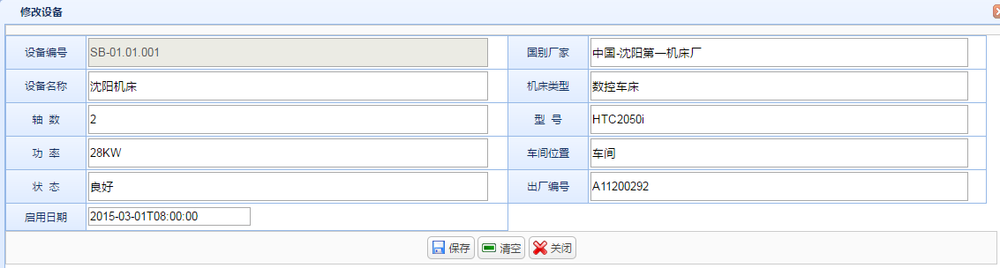 修改设备
设备编号 SB-01.01.001 国别厂家 中国-沈阳第一机床厂
设备名称 沈阳机床 机床类型 数控车床
轴 数 2 型 号 HTC2050i
功 率 28KW 车间位置 车间
状 态 良好 出厂编号 A11200292
启用日期 2015-03-01T08:00:00
保存 清空 关闭